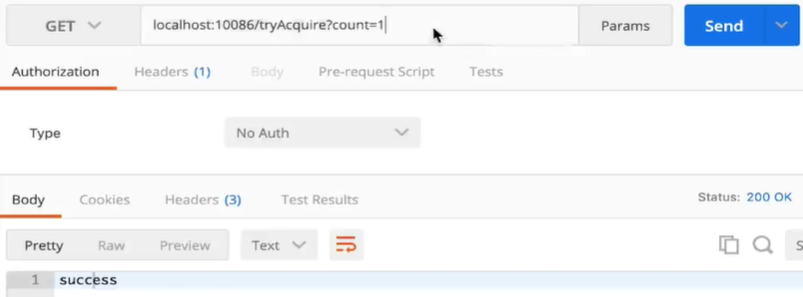 GET localhost:10086/tryAcquire?count=1 Params Send
Authorization Headers (1) Body Pre-request Script Tests
Type No Auth
Body Cookies Headers (3) Test Results Status: 200 OK
Pretty Raw Preview Text S
1 success